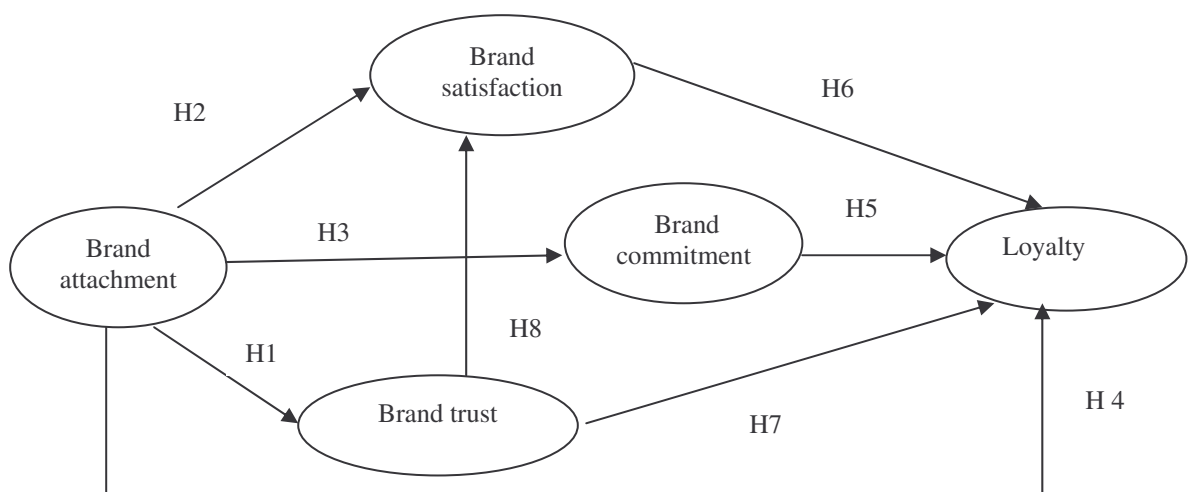 Brand
satisfaction
H6
H2
Brand
commitment
H5
H3
Brand
attachment
Loyalty
H8
H1
Brand trust
H7
H 4